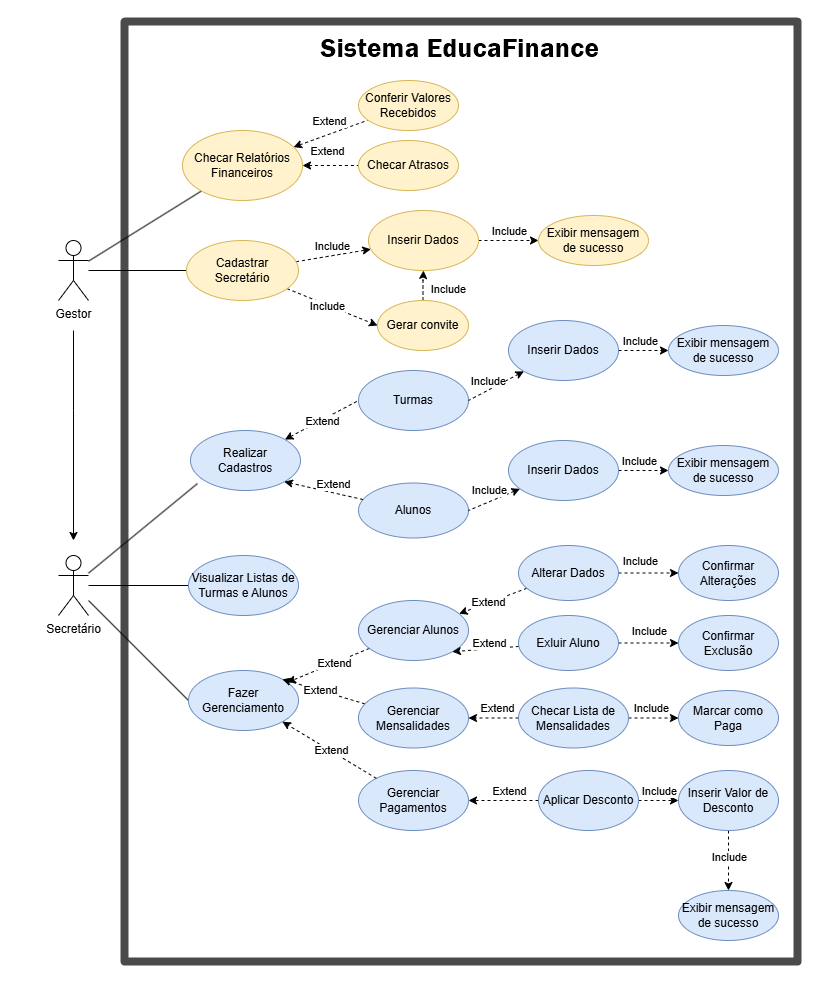 Sistema EducaFinance
Conferir Valores
Recebidos
Extend
Extend
Checar Relatórios
Financeiros
Checar Atrasos
Gestor
Cadastrar
Secretário
Include
Inserir Dados
Include
Exibir mensagem
de sucesso
Include
Include
Gerar convite
Inserir Dados
Include
Exibir mensagem
de sucesso
Include
Turmas
Extend
Realizar
Cadastros
Extend
Alunos
Include
Inserir Dados
Include
Exibir mensagem
de sucesso
Secretário
Visualizar Listas de
Turmas e Alunos
Alterar Dados
Include
Confirmar
Alterações
Extend
Gerenciar Alunos
Extend
Exluir Aluno
Include
Confirmar
Exclusão
Extend
Fazer
Gerenciamento
Extend
Gerenciar
Mensalidades
Extend
Checar Lista de
Mensalidades
Include
Marcar como
Paga
Extend
Gerenciar
Pagamentos
Extend
Aplicar Desconto
Include
Inserir Valor de
Desconto
Include
Exibir mensagem
de sucesso